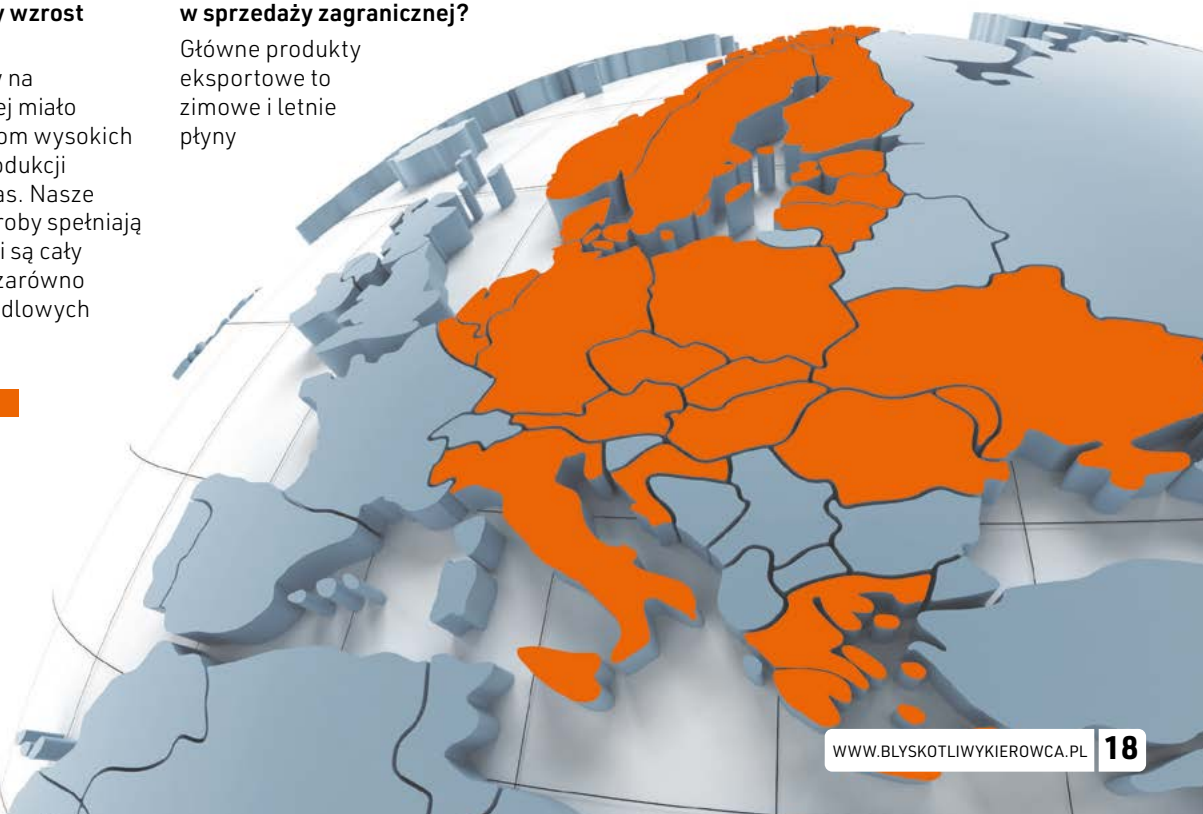 y wzrost
y na
ej miało
om wysokich
odukcji
as. Nasze
roby spełniają
i są cały
zarówno
dlowych
w sprzedaży zagranicznej?
Główne produkty
eksportowe to
zimowe i letnie
płyny
WWW.BLYSKOTLIWYKIEROWCA.PL 18